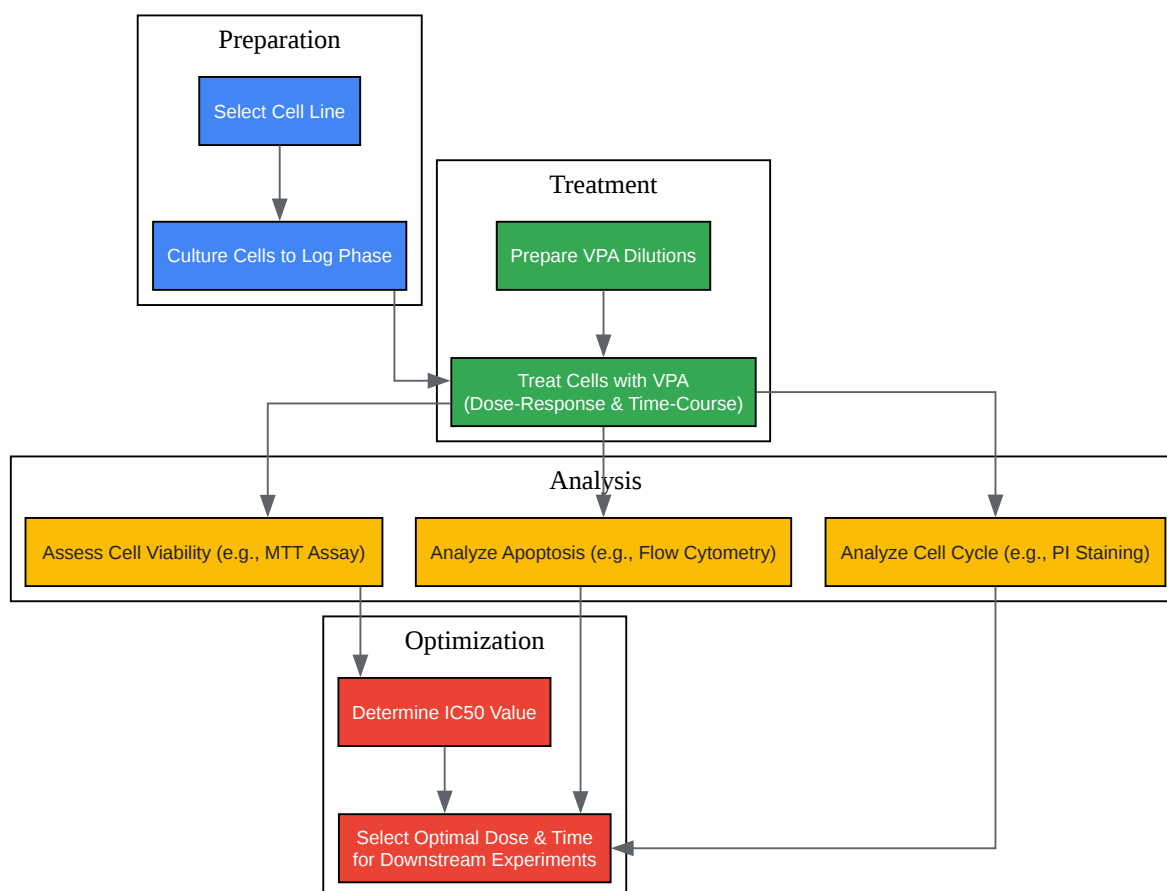 Preparation
Select Cell Line
Culture Cells to Log Phase
Treatment
Prepare VPA Dilutions
Treat Cells with VPA
(Dose-Response & Time-Course)
Analysis
Assess Cell Viability (e.g., MTT Assay)
Analyze Apoptosis (e.g., Flow Cytometry)
Analyze Cell Cycle (e.g., PI Staining)
Optimization
Determine IC50 Value
Select Optimal Dose & Time
for Downstream Experiments